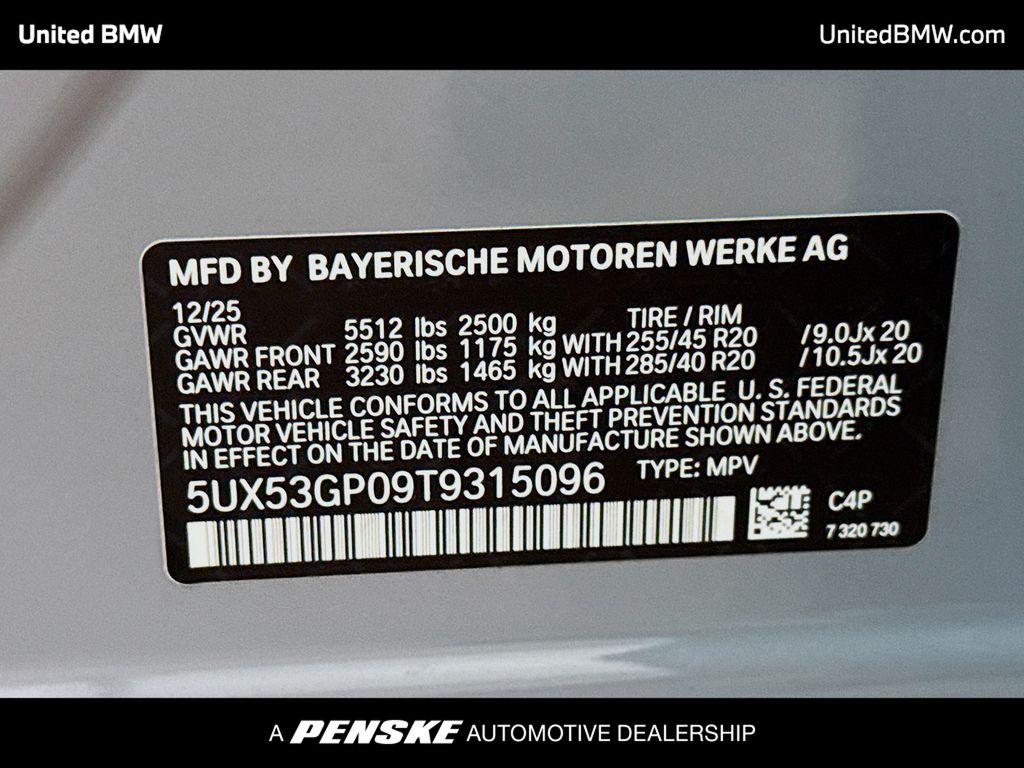 United BMW
UnitedBMW.com
MFD BY BAYERISCHE MOTOREN WERKE AG
12/25 TIRE / RIM
GVWR 5512 lbs 2500 kg
GAWR FRONT 2590 lbs 1175 kg WITH 255/45 R20 /9.0Jx 20
GAWR REAR 3230 lbs 1465 kg WITH 285/40 R20 /10.5Jx 20
THIS VEHICLE CONFORMS TO ALL APPLICABLE U. S. FEDERAL
MOTOR VEHICLE SAFETY AND THEFT PREVENTION STANDARDS
IN EFFECT ON THE DATE OF MANUFACTURE SHOWN ABOVE.
5UX53GP09T9315096 TYPE: MPV
C4P
7 320 730
A PENSKE AUTOMOTIVE DEALERSHIP